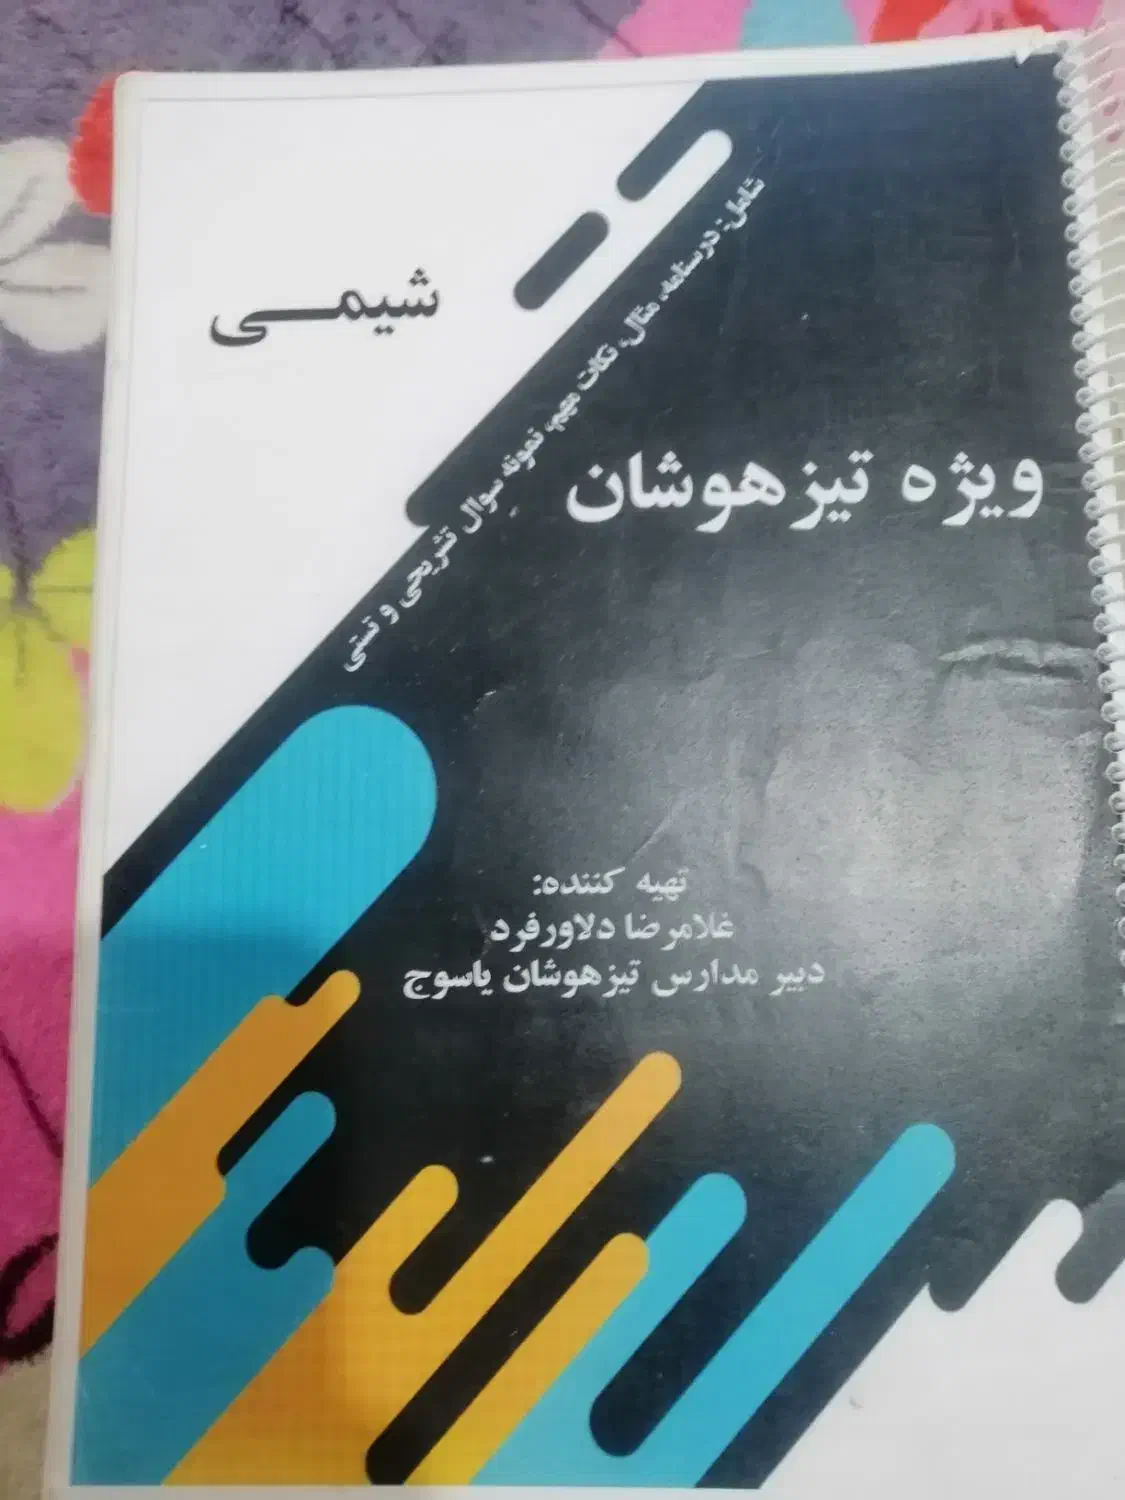 شیمی
شامل: درسنامه، مثال، نکات مهم، نمونه سوال تشریحی و تستی
ویژه تیزهوشان
تهیه کننده:
غلامرضا دلاورفرد
دبیر مدارس تیزهوشان یاسوج